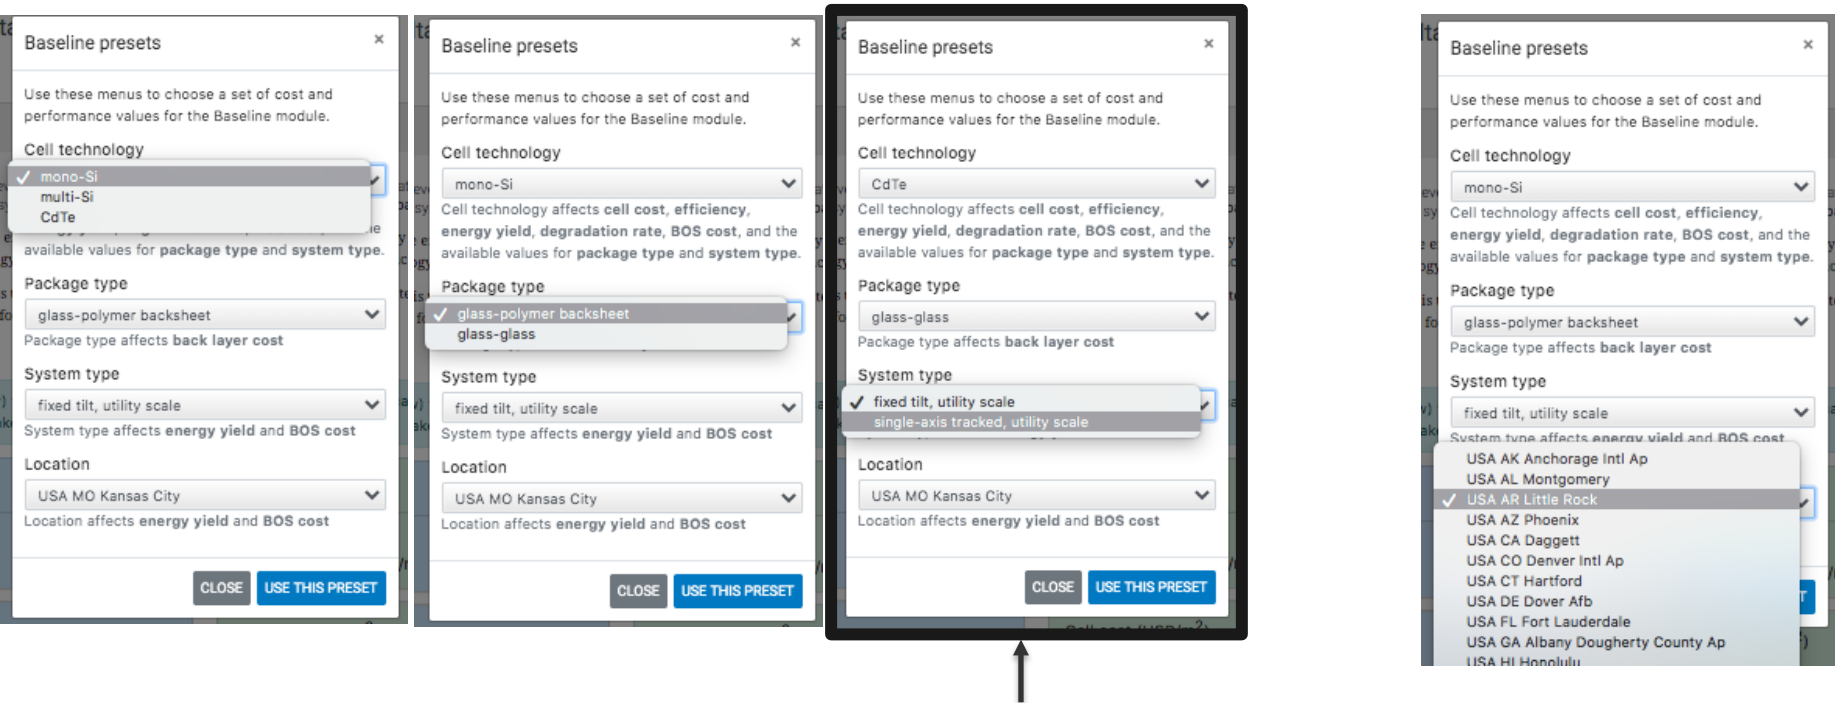 Baseline presets ×
Use these menus to choose a set of cost and
performance values for the Baseline module.
Cell technology
✓ mono-Si
multi-Si
CdTe
available values for package type and system type.
Package type
glass-polymer backsheet
Package type affects back layer cost
System type
fixed tilt, utility scale
System type affects energy yield and BOS cost
Location
USA MO Kansas City
Location affects energy yield and BOS cost
CLOSE USE THIS PRESET
Baseline presets ×
Use these menus to choose a set of cost and
performance values for the Baseline module.
Cell technology
mono-Si
Cell technology affects cell cost, efficiency,
energy yield, degradation rate, BOS cost, and the
available values for package type and system type.
Package type
✓ glass-polymer backsheet
glass-glass
System type
fixed tilt, utility scale
System type affects energy yield and BOS cost
Location
USA MO Kansas City
Location affects energy yield and BOS cost
CLOSE USE THIS PRESET
Baseline presets ×
Use these menus to choose a set of cost and
performance values for the Baseline module.
Cell technology
CdTe
Cell technology affects cell cost, efficiency,
energy yield, degradation rate, BOS cost, and the
available values for package type and system type.
Package type
glass-glass
Package type affects back layer cost
System type
✓ fixed tilt, utility scale
single-axis tracked, utility scale
Location
USA MO Kansas City
Location affects energy yield and BOS cost
CLOSE USE THIS PRESET
Cell cost (USD/m²)
Baseline presets ×
Use these menus to choose a set of cost and
performance values for the Baseline module.
Cell technology
mono-Si
Cell technology affects cell cost, efficiency,
energy yield, degradation rate, BOS cost, and the
available values for package type and system type.
Package type
glass-polymer backsheet
Package type affects back layer cost
System type
fixed tilt, utility scale
System type affects energy yield and BOS cost
USA AK Anchorage Intl Ap
USA AL Montgomery
✓ USA AR Little Rock
USA AZ Phoenix
USA CA Daggett
USA CO Denver Intl Ap
USA CT Hartford
USA DE Dover Afb
USA FL Fort Lauderdale
USA GA Albany Dougherty County Ap
USA HI Honolulu